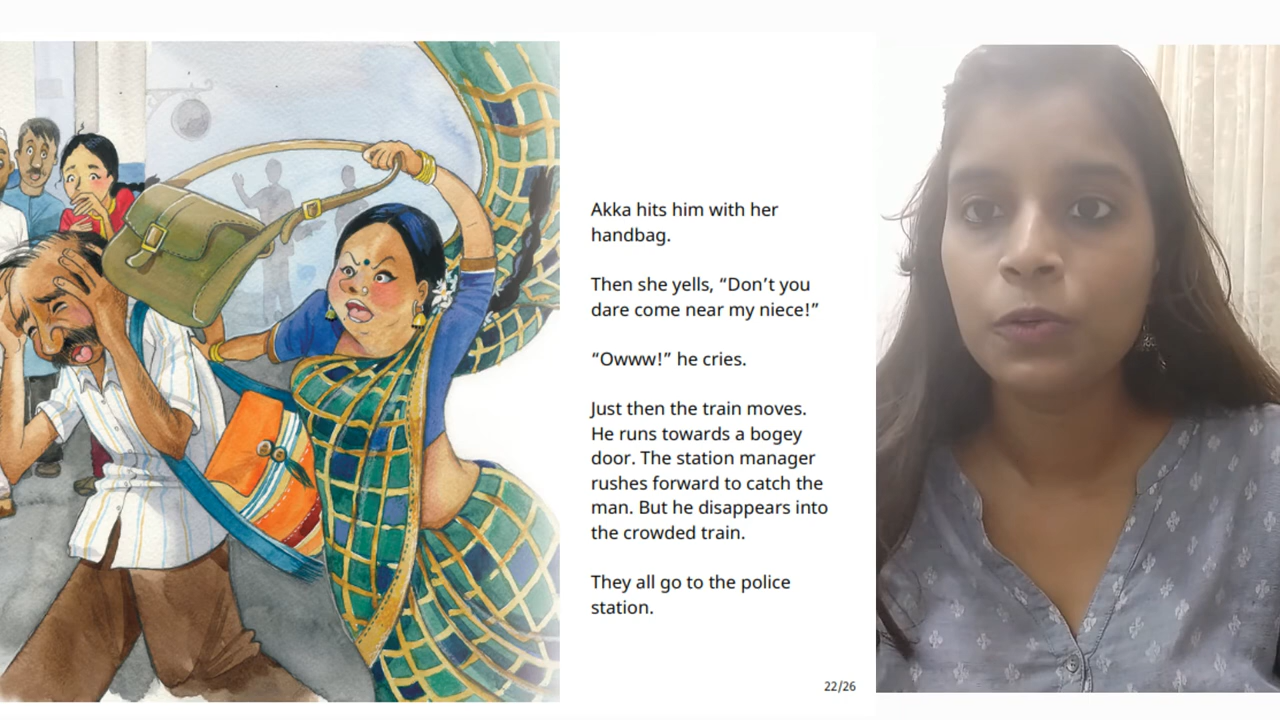 Akka hits him with her
handbag.
Then she yells, “Don’t you
dare come near my niece!”
“Owww!” he cries.
Just then the train moves.
He runs towards a bogey
door. The station manager
rushes forward to catch the
man. But he disappears into
the crowded train.
They all go to the police
station.
22/26